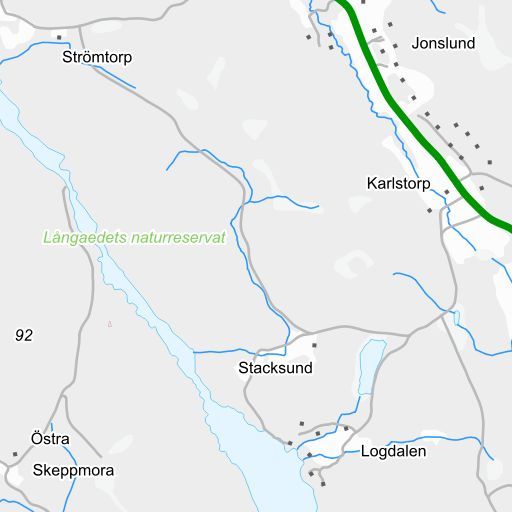 Jonslund
Strömtorp
Karlstorp
Långaedets naturreservat
92
Stacksund
Östra
Skeppmora
Logdalen